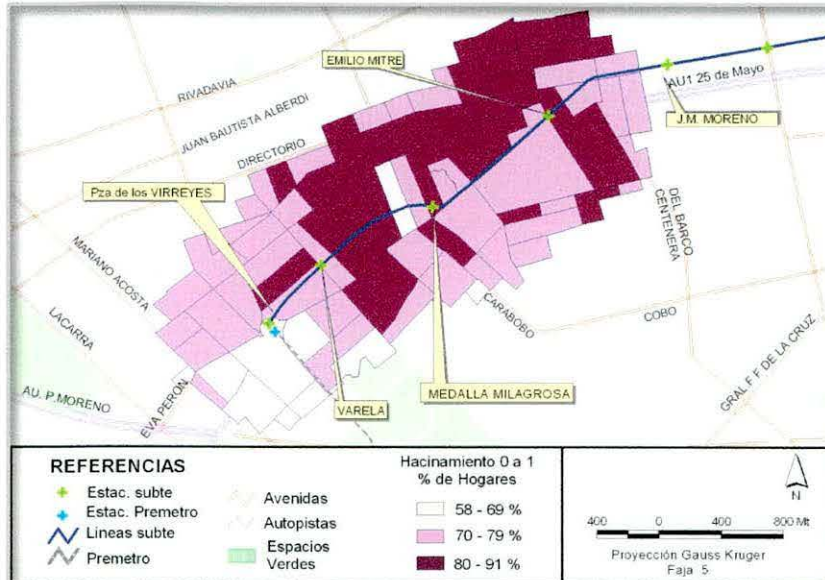 EMILIO MITRE
RIVADAVIA
AU1 25 de Mayo
JUAN BAUTISTA ALBERDI
J.M. MORENO
DIRECTORIO
Pza de los VIRREYES
DEL BARCO
CENTENERA
MARIANO ACOSTA
CARABOBO
COBO
LACARRA
GRAL F F DE LA CRUZ
AU. P.MORENO
EVA PERON
VARELA
MEDALLA MILAGROSA
REFERENCIAS
Estac. subte
Estac. Premetro
Lineas subte
Premetro
Avenidas
Autopistas
Espacios
Verdes
Hacinamiento 0 a 1
% de Hogares
58 - 69 %
70 - 79 %
80 - 91 %
N
400 0 400 800 Mt
Proyección Gauss Kruger
Faja 5